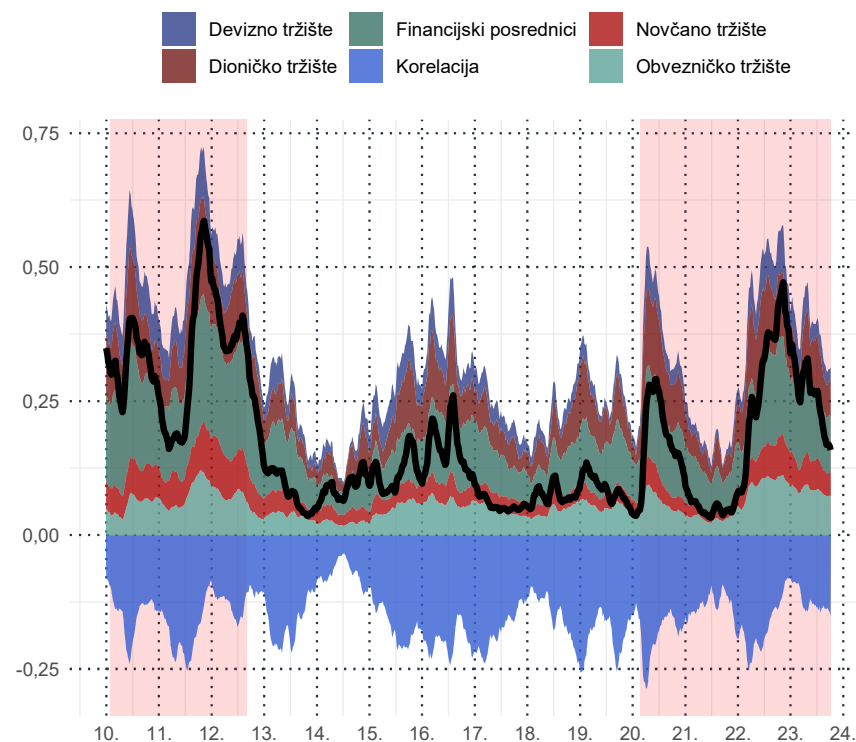 Devizno tržište Financijski posrednici Novčano tržište
Dioničko tržište Korelacija Obvezničko tržište
0,75
0,50
0,25
0,00
-0,25
10. 11. 12. 13. 14. 15. 16. 17. 18. 19. 20. 21. 22. 23. 24.